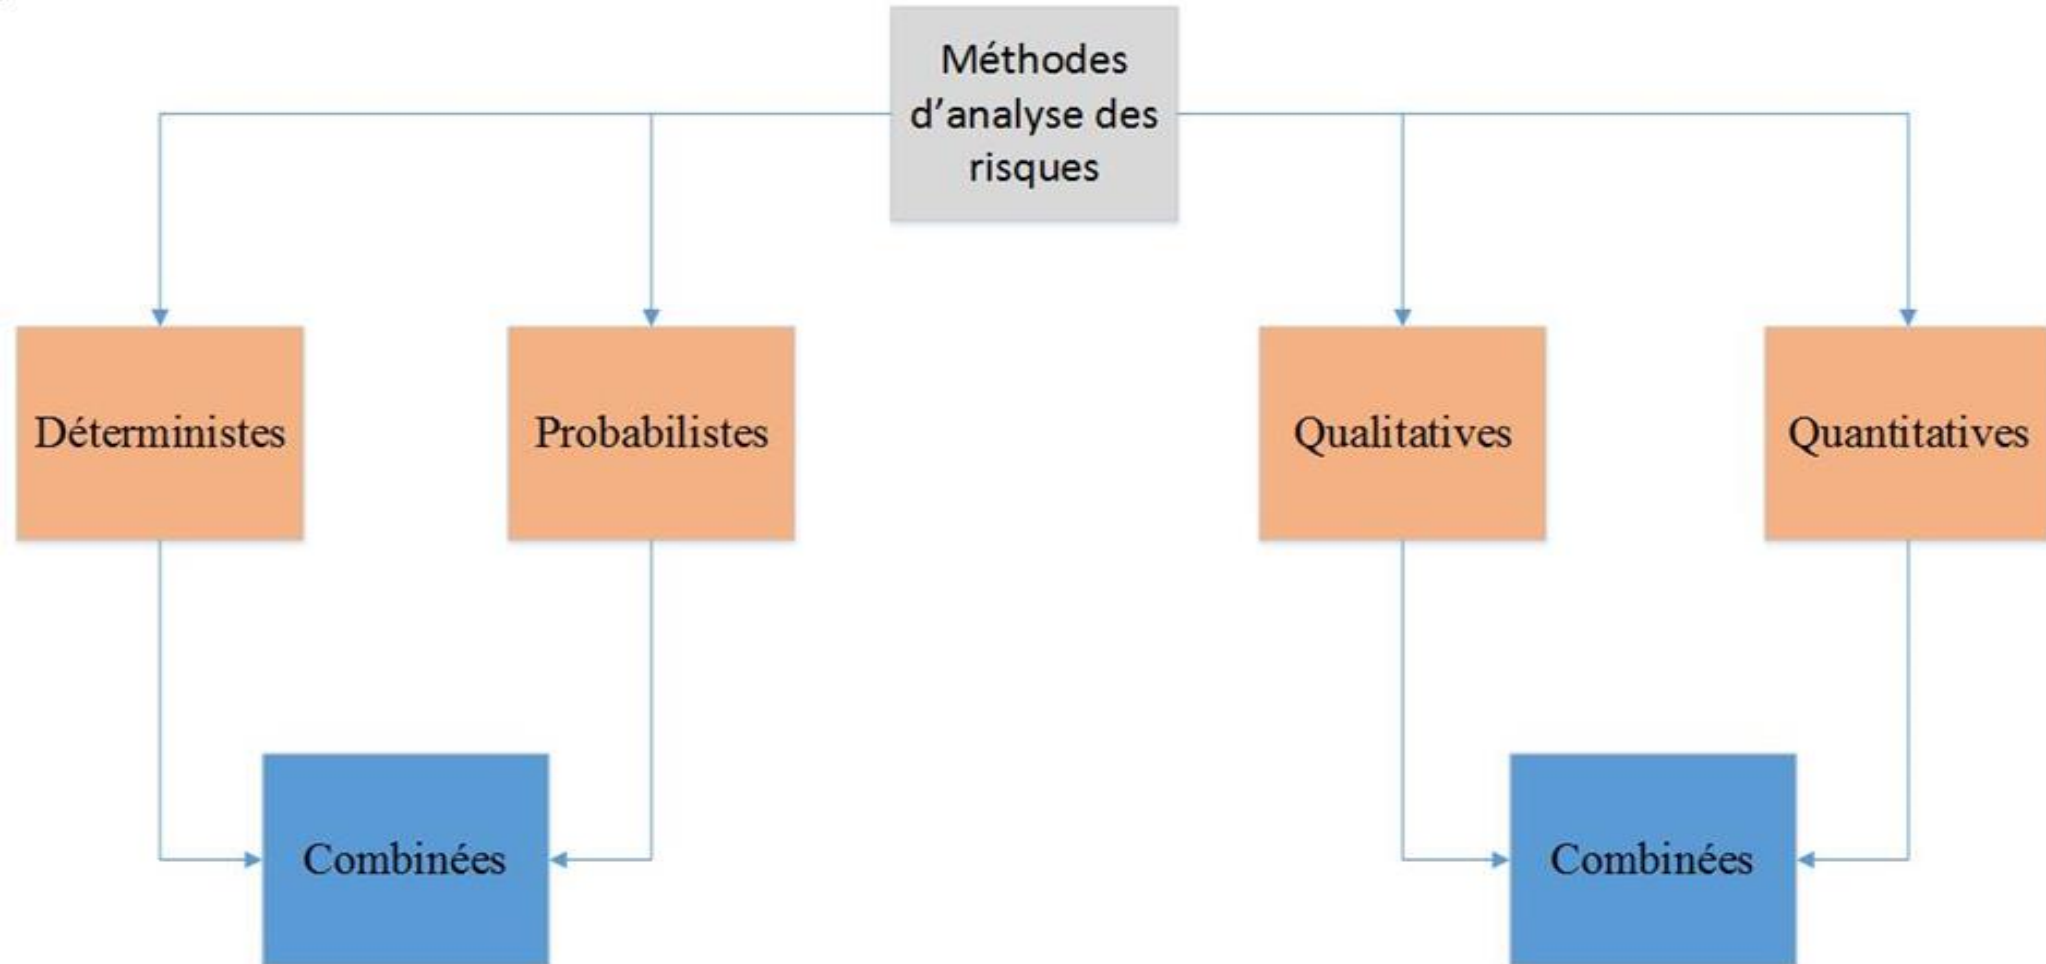 Méthodes
d’analyse des
risques
Déterministes
Probabilistes
Qualitatives
Quantitatives
Combinées
Combinées